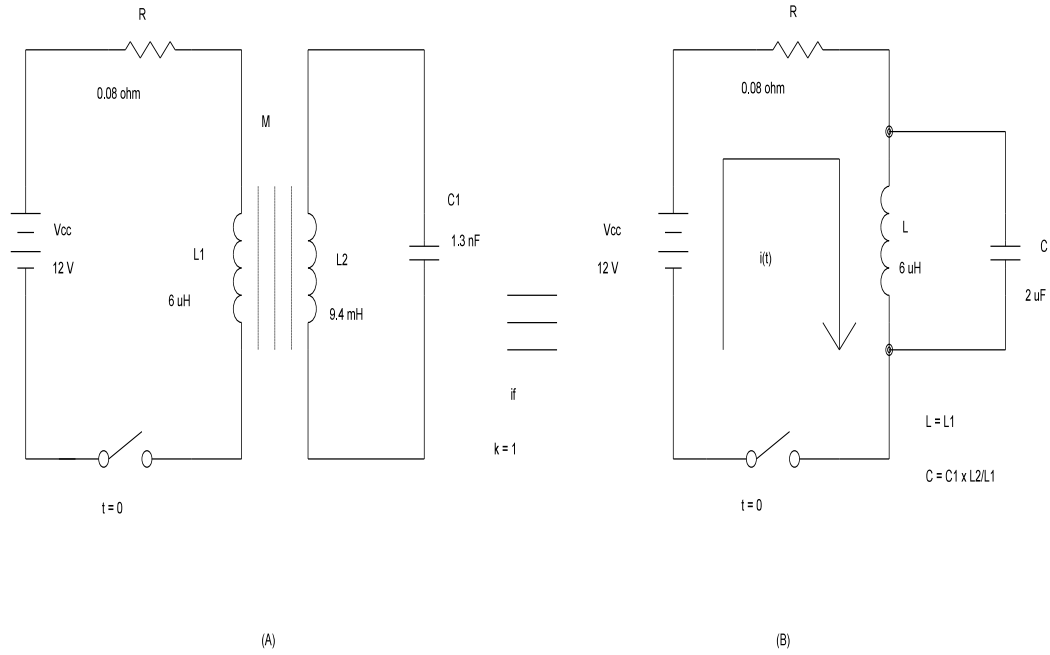 R
0.08 ohm
M
Vcc
12 V
L1
6 uH
L2
9.4 mH
C1
1.3 nF
t = 0
(A)
if
k = 1
R
0.08 ohm
Vcc
12 V
i(t)
L
6 uH
C
2 uF
L = L1
C = C1 x L2/L1
t = 0
(B)